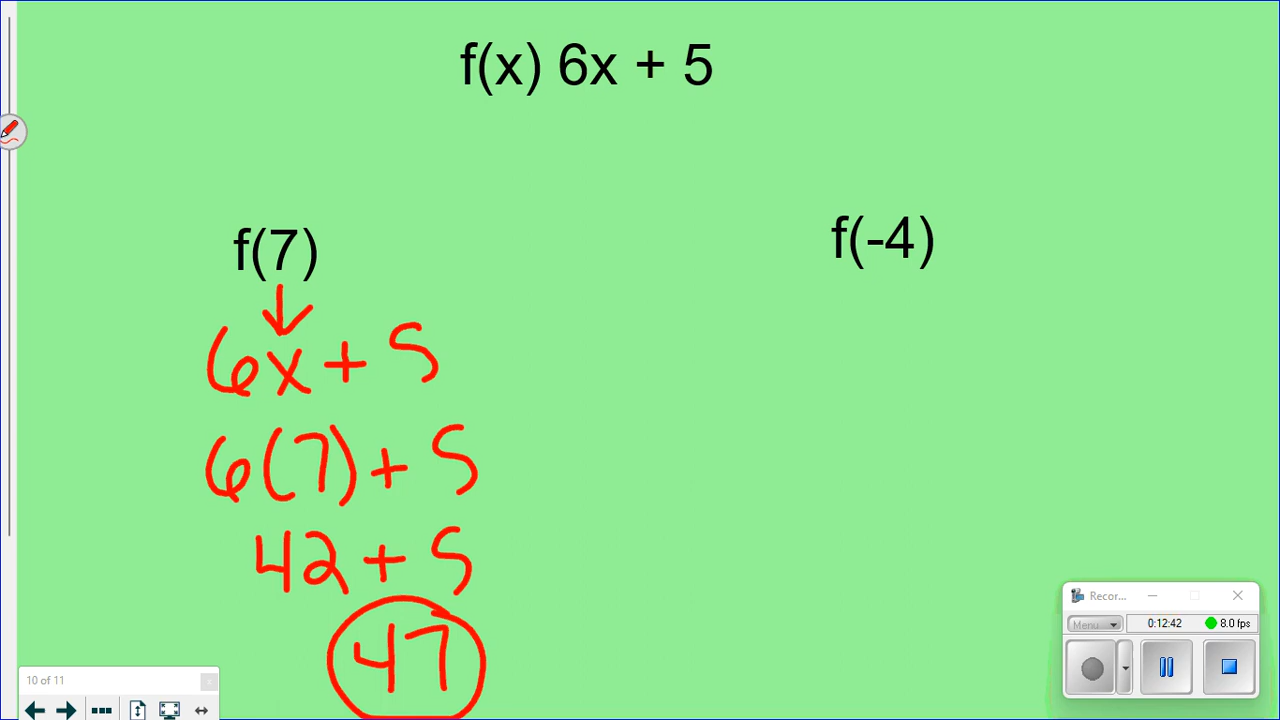 f(x) 6x + 5
f(7)
6x + 5
6(7) + 5
42 + 5
47
f(-4)
Recor...
Menu
0:12:42
8.0 fps
10 of 11